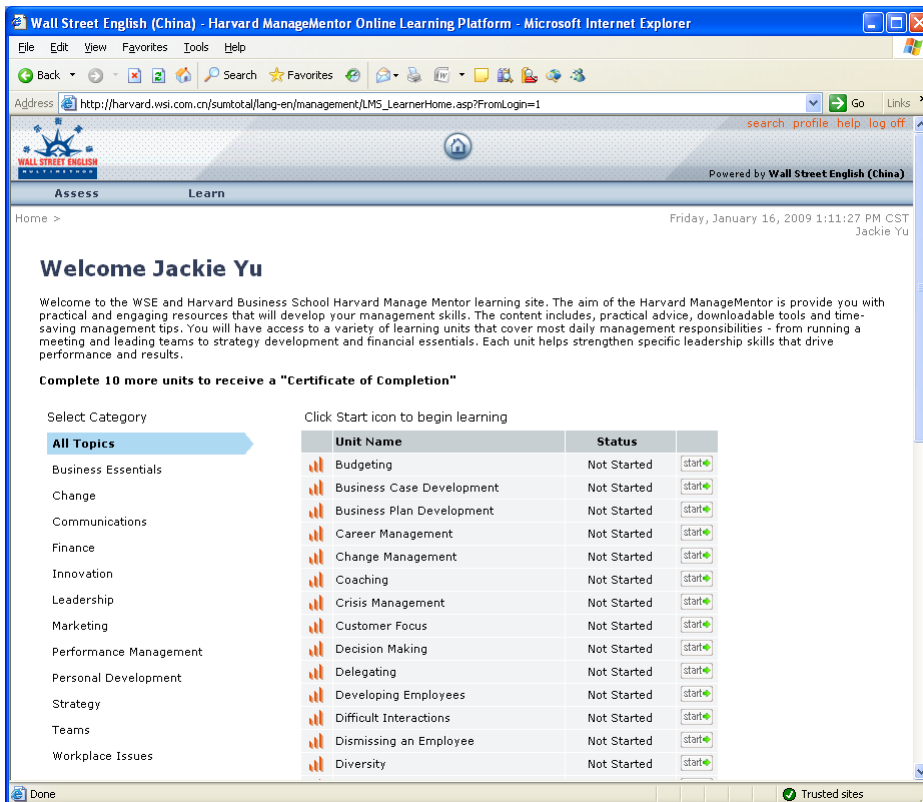 Wall Street English (China) - Harvard ManageMentor Online Learning Platform - Microsoft Internet Explorer
File Edit View Favorites Tools Help
Back Search Favorites
Address http://harvard.wsi.com.cn/sumtotal/lang-en/management/LMS_LearnerHome.asp?FromLogin=1 Go Links
search profile help log off
WALL STREET ENGLISH
MULTIMETHOD
Powered by Wall Street English (China)
Assess Learn
Home > Friday, January 16, 2009 1:11:27 PM CST
Jackie Yu
Welcome Jackie Yu
Welcome to the WSE and Harvard Business School Harvard Manage Mentor learning site. The aim of the Harvard ManageMentor is provide you with
practical and engaging resources that will develop your management skills. The content includes, practical advice, downloadable tools and time-
saving management tips. You will have access to a variety of learning units that cover most daily management responsibilities - from running a
meeting and leading teams to strategy development and financial essentials. Each unit helps strengthen specific leadership skills that drive
performance and results.
Complete 10 more units to receive a "Certificate of Completion"
Select Category
All Topics
Business Essentials
Change
Communications
Finance
Innovation
Leadership
Marketing
Performance Management
Personal Development
Strategy
Teams
Workplace Issues
Click Start icon to begin learning
Unit Name Status
Budgeting Not Started start
Business Case Development Not Started start
Business Plan Development Not Started start
Career Management Not Started start
Change Management Not Started start
Coaching Not Started start
Crisis Management Not Started start
Customer Focus Not Started start
Decision Making Not Started start
Delegating Not Started start
Developing Employees Not Started start
Difficult Interactions Not Started start
Dismissing an Employee Not Started start
Diversity Not Started start
Done Trusted sites